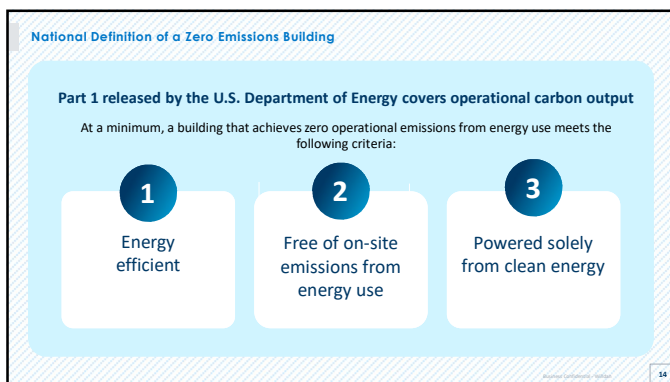 National Definition of a Zero Emissions Building
Part 1 released by the U.S. Department of Energy covers operational carbon output
At a minimum, a building that achieves zero operational emissions from energy use meets the
following criteria:
1
Energy
efficient
2
Free of on-site
emissions from
energy use
3
Powered solely
from clean energy
14